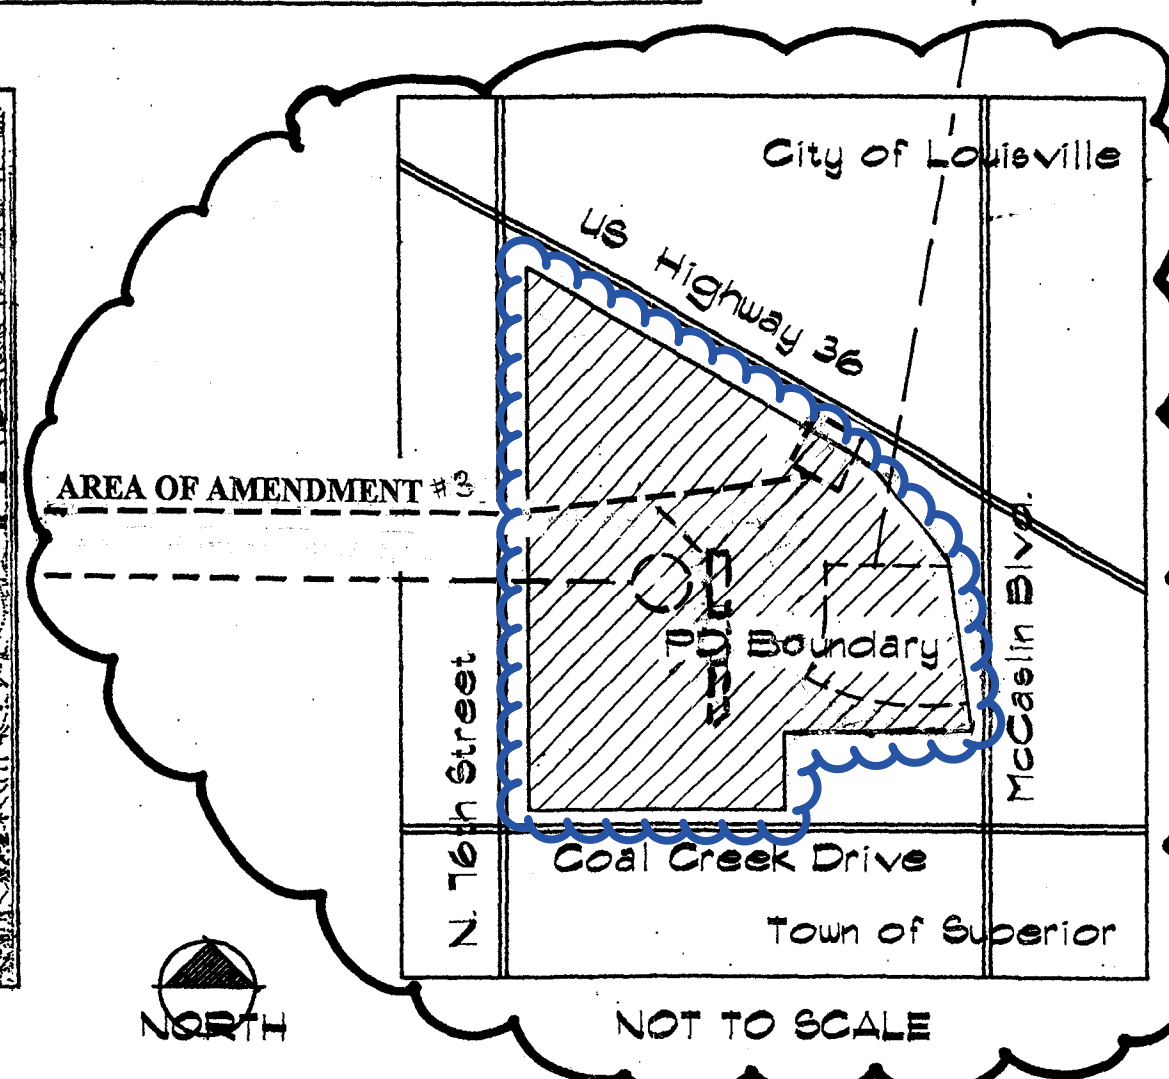 City of Louisville
US Highway 36
AREA OF AMENDMENT #3
McCaslin Blvd.
PD Boundary
N. 76th Street
Coal Creek Drive
Town of Superior
NORTH
NOT TO SCALE